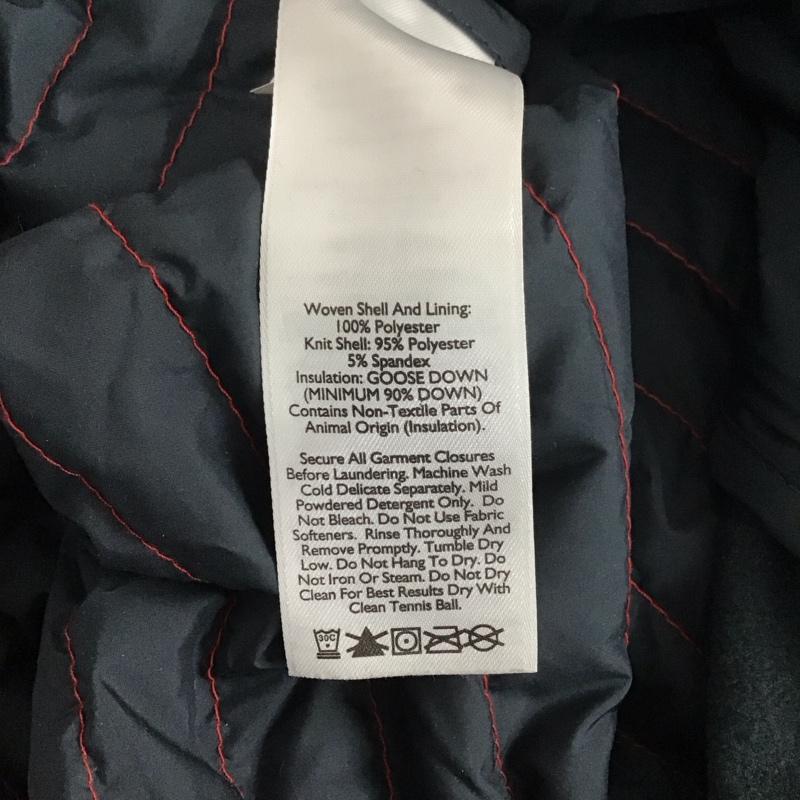 Woven Shell And Lining:
100% Polyester
Knit Shell: 95% Polyester
5% Spandex
Insulation: GOOSE DOWN
(MINIMUM 90% DOWN)
Contains Non-Textile Parts Of
Animal Origin (Insulation).
Secure All Garment Closures
Before Laundering. Machine Wash
Cold Delicate Separately. Mild
Powdered Detergent Only. Do
Not Bleach. Do Not Use Fabric
Softeners. Rinse Thoroughly And
Remove Promptly. Tumble Dry
Low. Do Not Hang To Dry. Do
Not Iron Or Steam. Do Not Dry
Clean For Best Results Dry With
Clean Tennis Ball.
30C